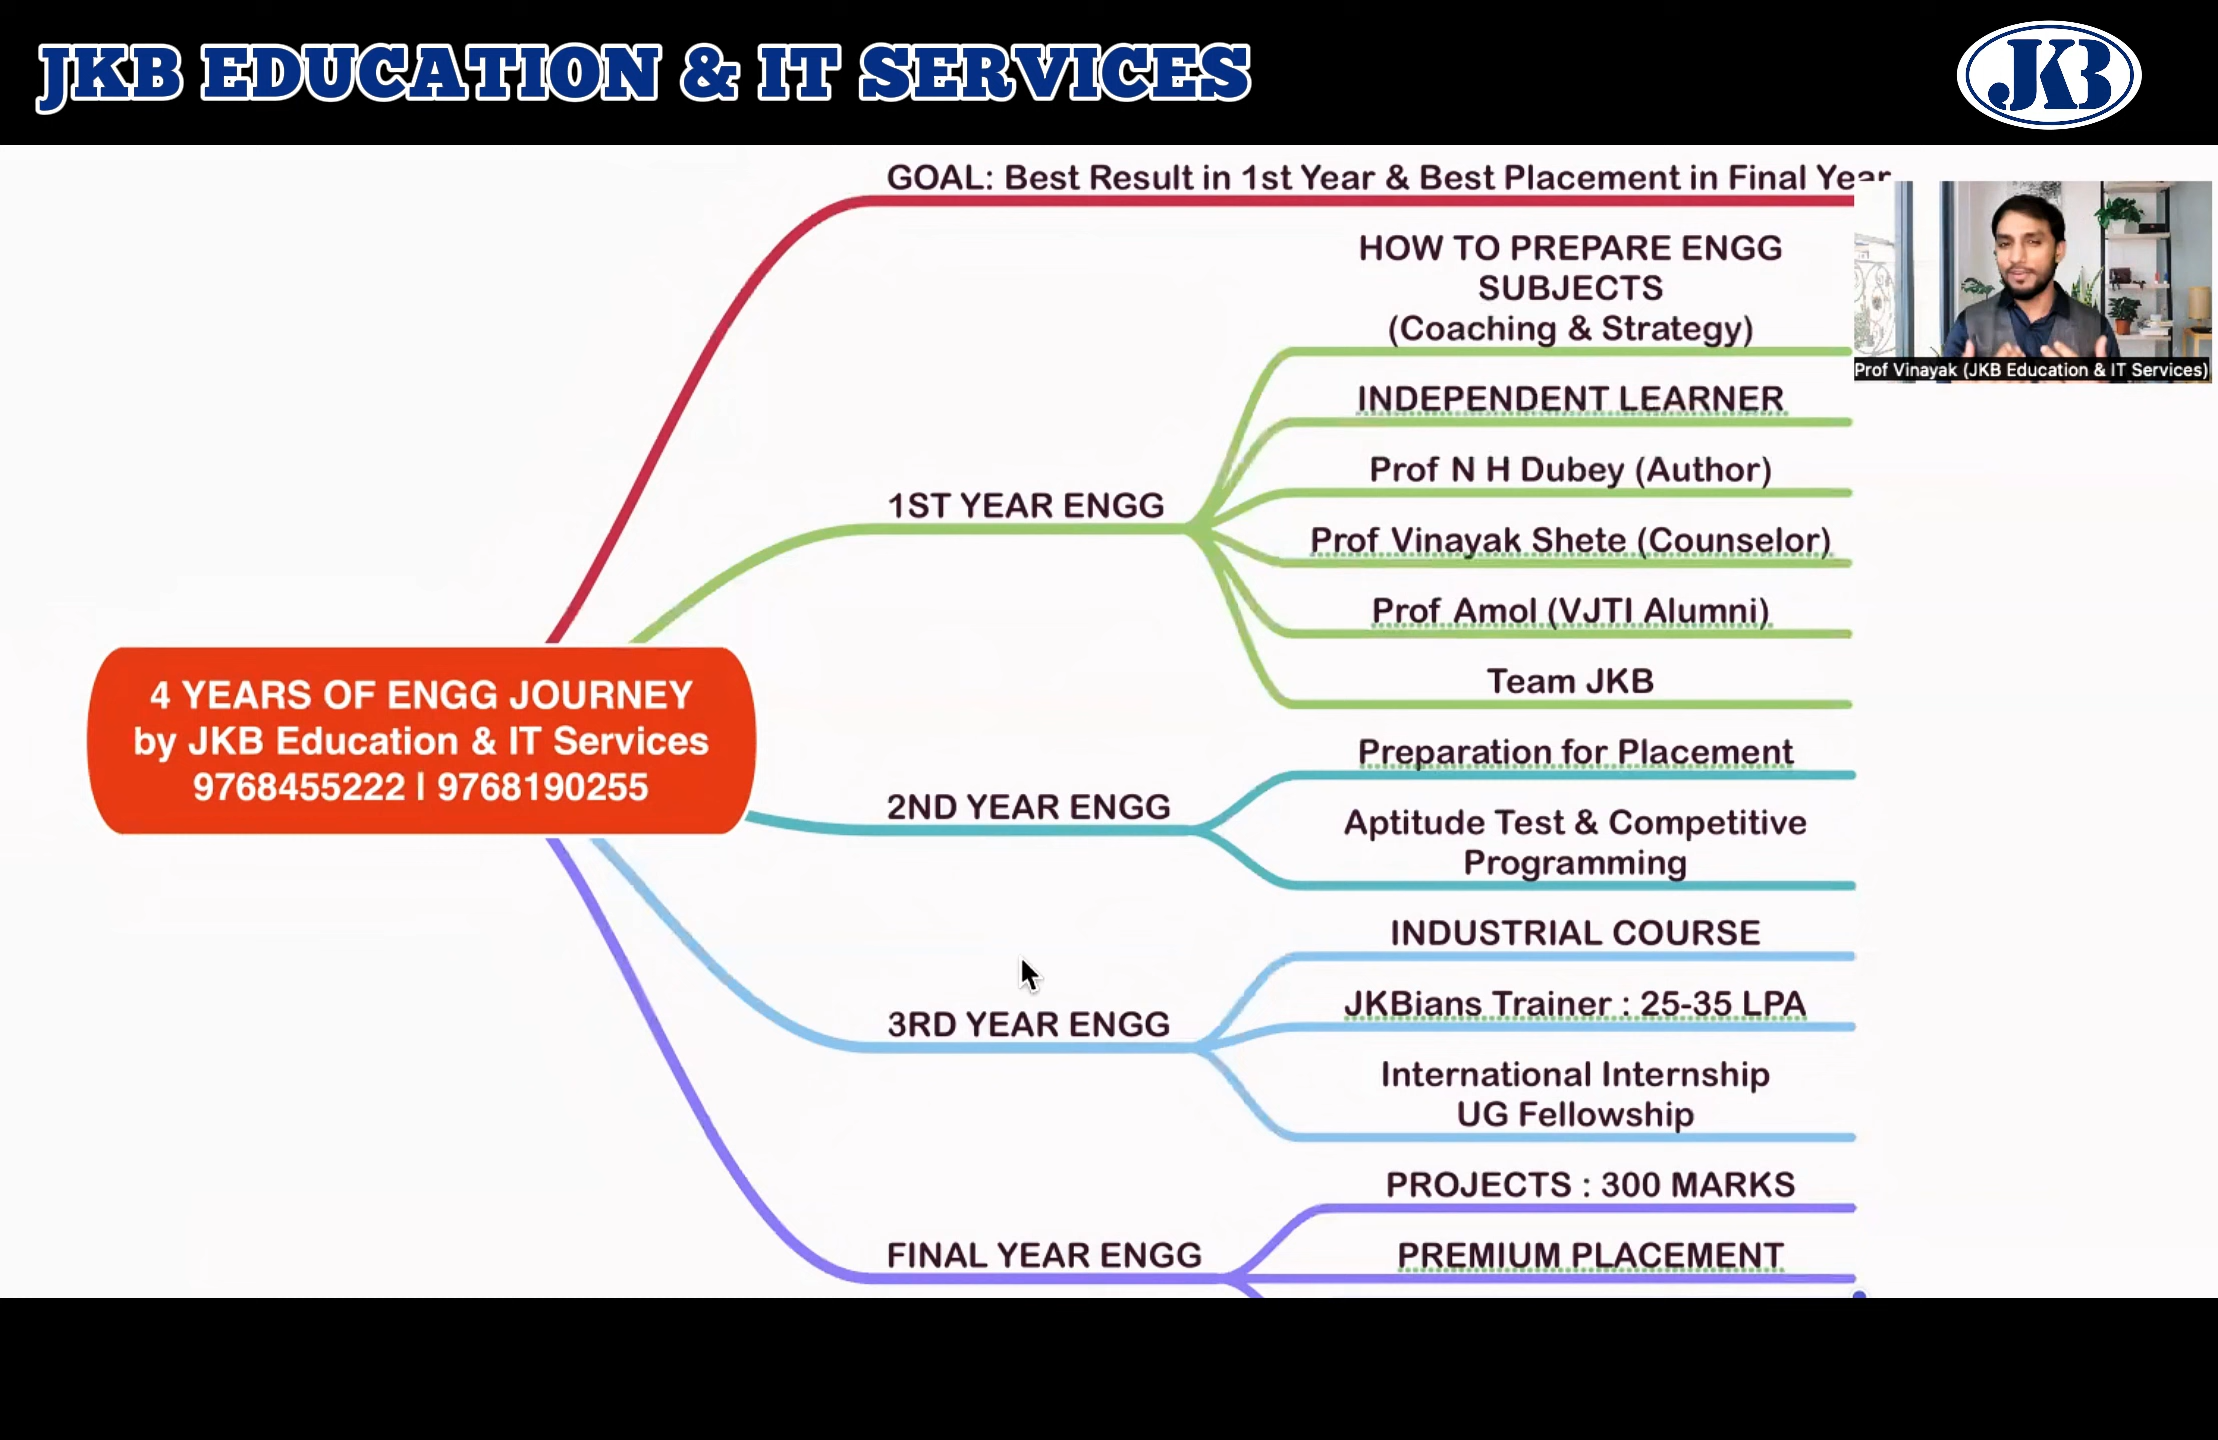 JKB EDUCATION & IT SERVICES
JKB
GOAL: Best Result in 1st Year & Best Placement in Final Year
HOW TO PREPARE ENGG
SUBJECTS
(Coaching & Strategy)
Prof Vinayak (JKB Education & IT Services)
INDEPENDENT LEARNER
Prof N H Dubey (Author)
1ST YEAR ENGG
Prof Vinayak Shete (Counselor)
Prof Amol (VJTI Alumni)
Team JKB
4 YEARS OF ENGG JOURNEY
by JKB Education & IT Services
9768455222 | 9768190255
Preparation for Placement
2ND YEAR ENGG
Aptitude Test & Competitive
Programming
INDUSTRIAL COURSE
JKBians Trainer : 25-35 LPA
3RD YEAR ENGG
International Internship
UG Fellowship
PROJECTS : 300 MARKS
FINAL YEAR ENGG
PREMIUM PLACEMENT